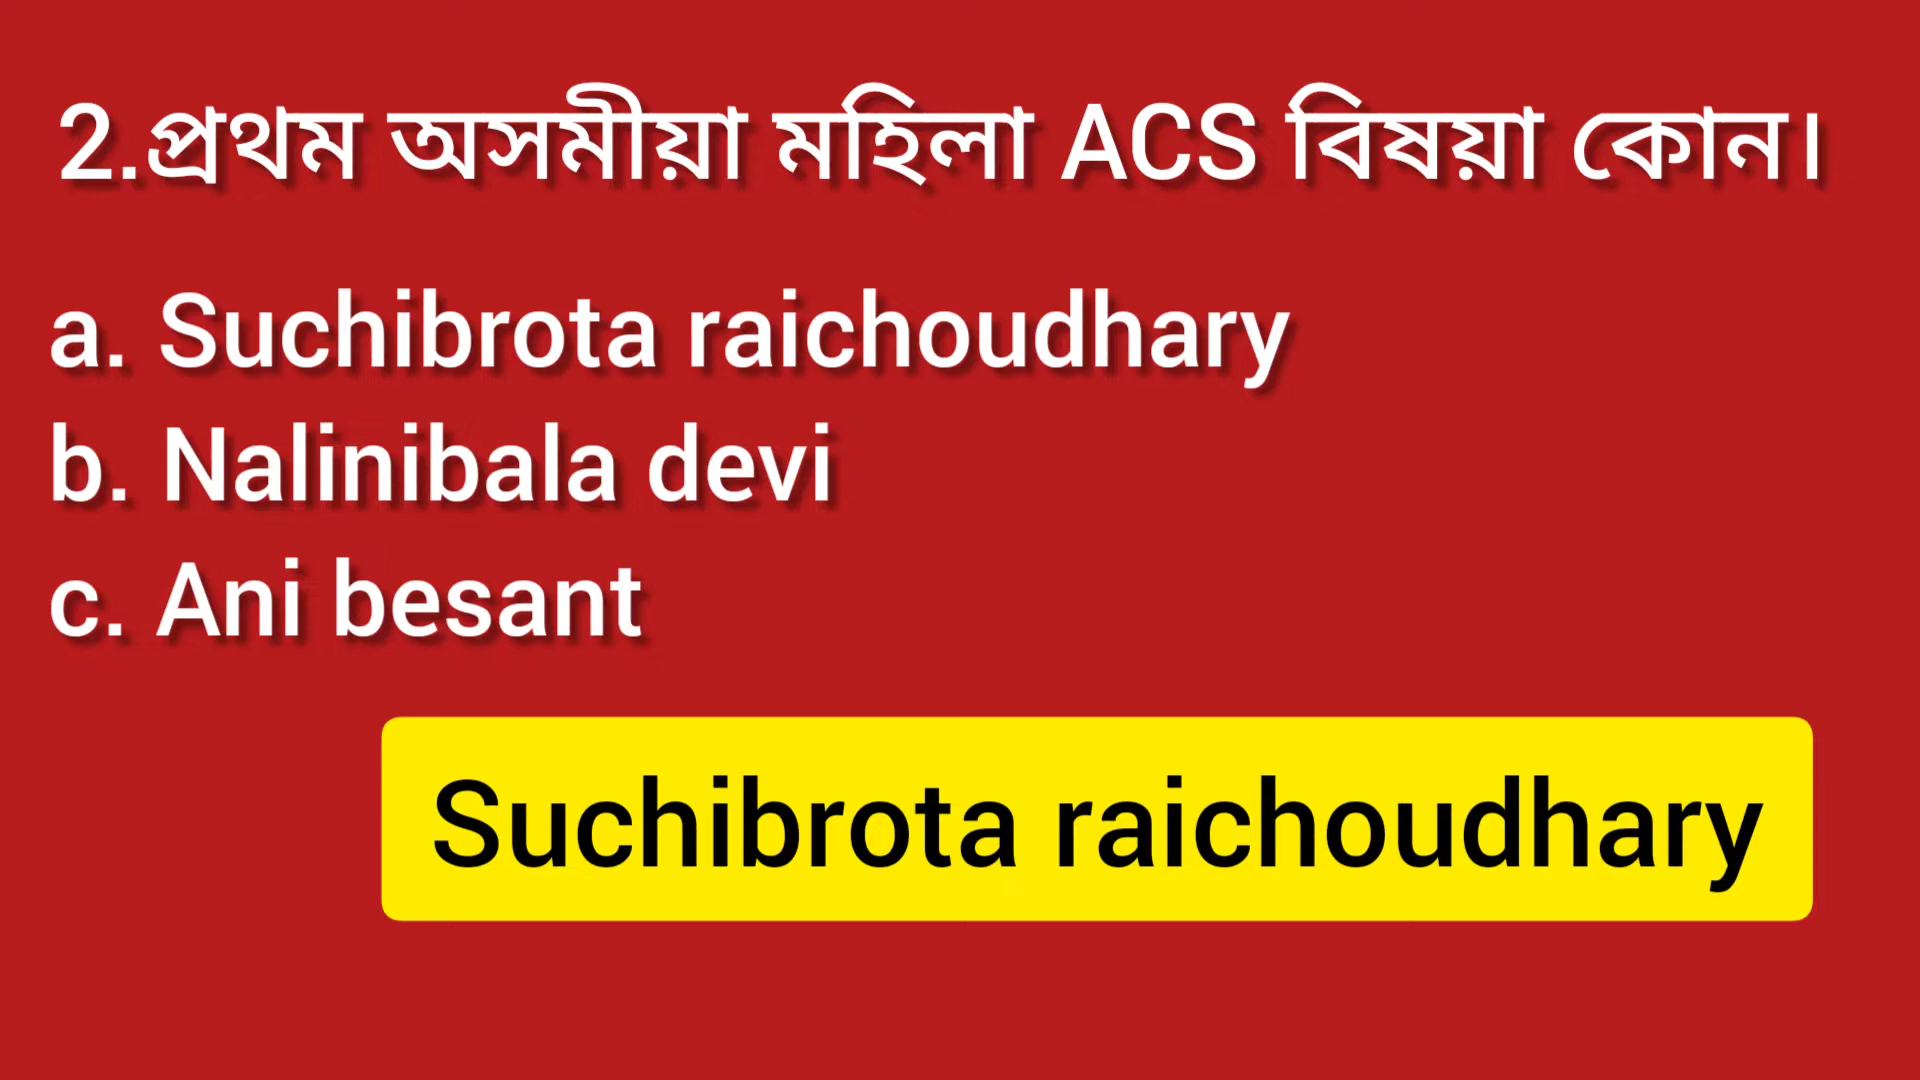 2.প্ৰথম অসমীয়া মহিলা ACS বিষয়া কোন।
a. Suchibrota raichoudhary
b. Nalinibala devi
c. Ani besant
Suchibrota raichoudhary